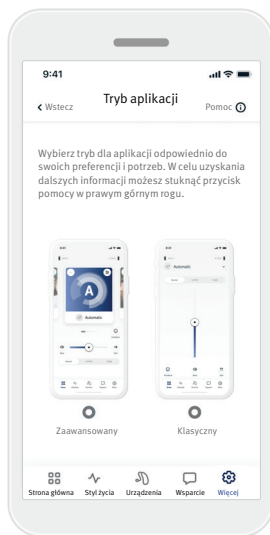 9:41
Wstecz
Tryb aplikacji
Pomoc
Wybierz tryb dla aplikacji odpowiednio do
swoich preferencji i potrzeb. W celu uzyskania
dalszych informacji możesz stuknąć przycisk
pomocy w prawym górnym rogu.
A
Automatic
Automatic
Zaawansowany
Klasyczny
Strona główna
Styl życia
Urządzenia
Wsparcie
Więcej